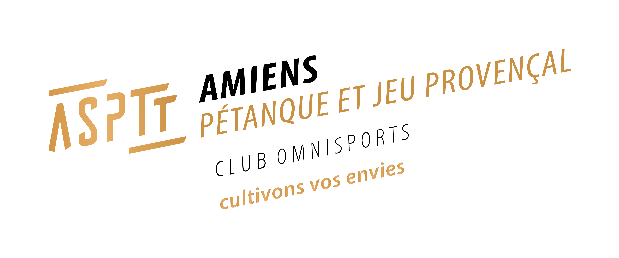 ASPTT
AMIENS
PÉTANQUE ET JEU PROVENÇAL
CLUB OMNISPORTS
cultivons vos envies